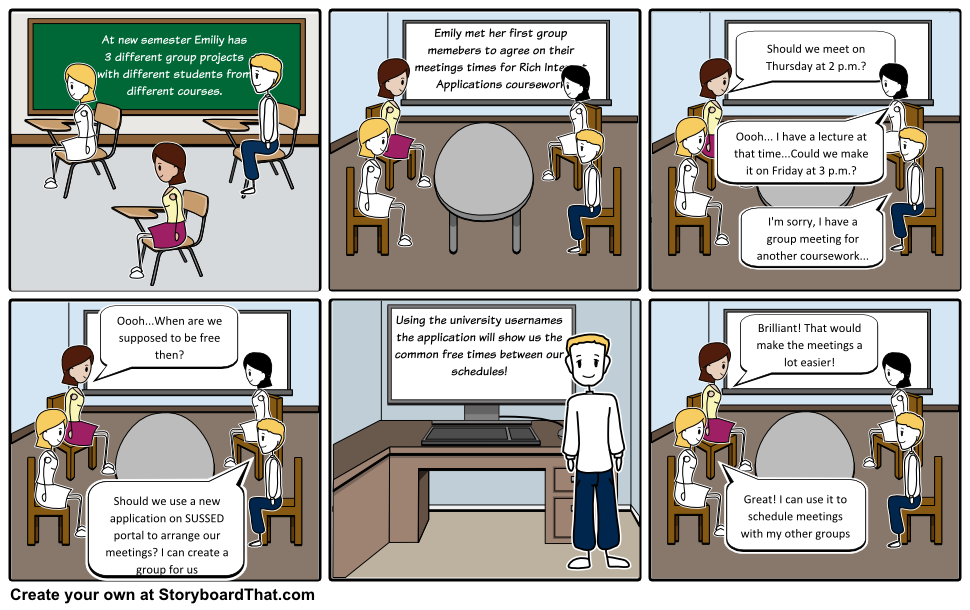 At new semester Emiliy has
3 different group projects
with different students from
different courses.
Emily met her first group
memebers to agree on their
meetings times for Rich
Applications coursework
Should we meet on
Thursday at 2 p.m.?
Oooh... I have a lecture at
that time...Could we make
it on Friday at 3 p.m.?
I'm sorry, I have a
group meeting for
another coursework...
Oooh...When are we
supposed to be free
then?
Should we use a new
application on SUSSED
portal to arrange our
meetings? I can create a
group for us
Using the university usernames
the application will show us the
common free times between our
schedules!
Brilliant! That would
make the meetings a
lot easier!
Great! I can use it to
schedule meetings
with my other groups
Create your own at StoryboardThat.com